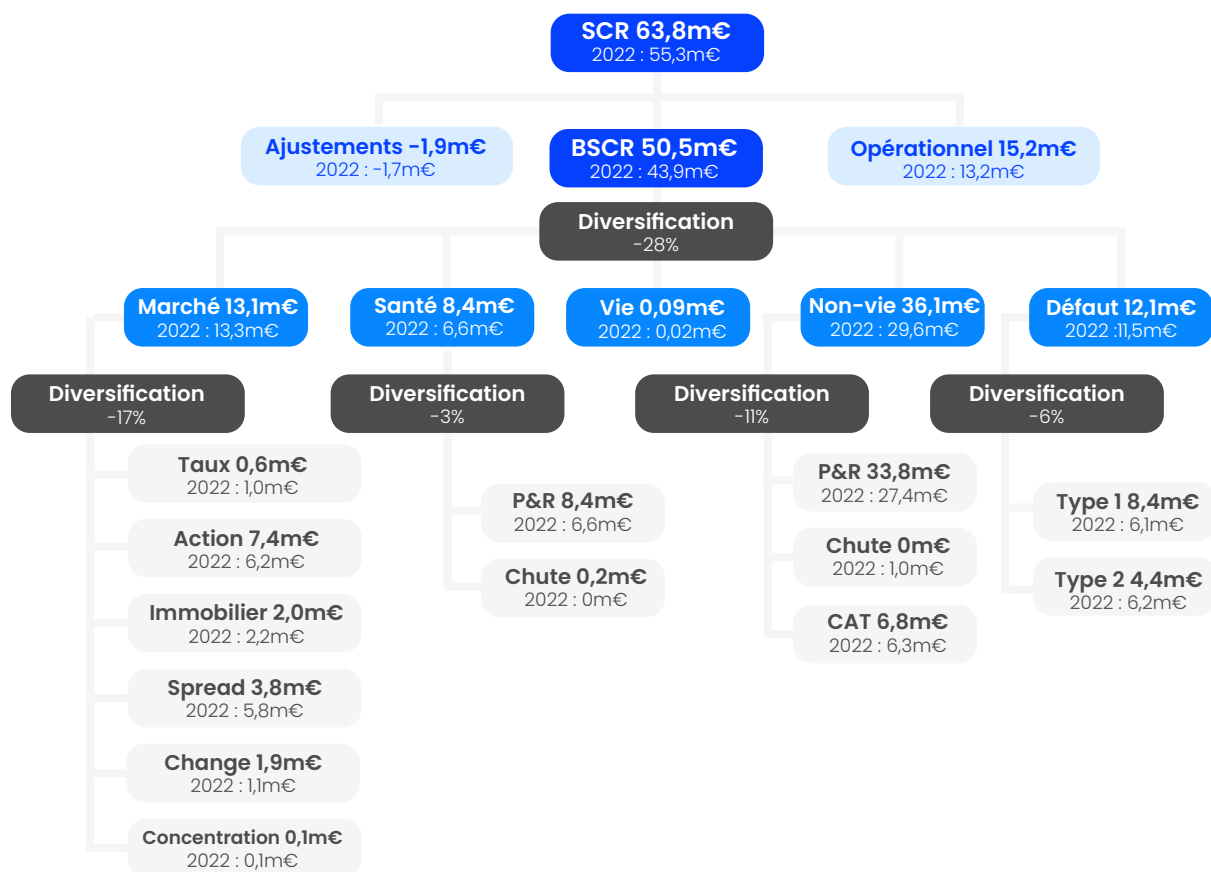 SCR 63,8m€
2022 : 55,3m€
Ajustements -1,9m€
2022 : -1,7m€
BSCR 50,5m€
2022 : 43,9m€
Opérationnel 15,2m€
2022 : 13,2m€
Diversification
-28%
Marché 13,1m€
2022 : 13,3m€
Santé 8,4m€
2022 : 6,6m€
Vie 0,09m€
2022 : 0,02m€
Non-vie 36,1m€
2022 : 29,6m€
Défaut 12,1m€
2022 :11,5m€
Diversification
-17%
Diversification
-3%
Diversification
-11%
Diversification
-6%
Taux 0,6m€
2022 : 1,0m€
Action 7,4m€
2022 : 6,2m€
Immobilier 2,0m€
2022 : 2,2m€
Spread 3,8m€
2022 : 5,8m€
Change 1,9m€
2022 : 1,1m€
Concentration 0,1m€
2022 : 0,1m€
P&R 8,4m€
2022 : 6,6m€
Chute 0,2m€
2022 : 0m€
P&R 33,8m€
2022 : 27,4m€
Chute 0m€
2022 : 1,0m€
CAT 6,8m€
2022 : 6,3m€
Type 1 8,4m€
2022 : 6,1m€
Type 2 4,4m€
2022 : 6,2m€